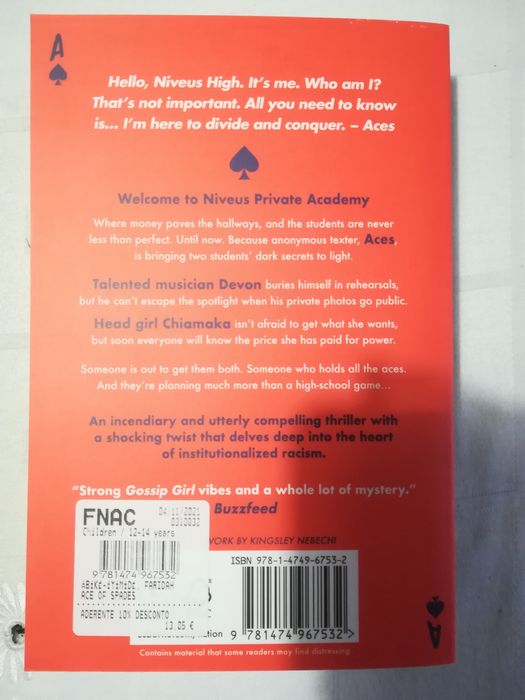 A
Hello, Niveus High. It's me. Who am I?
That's not important. All you need to know
is... I'm here to divide and conquer. – Aces
Welcome to Niveus Private Academy
Where money paves the hallways, and the students are never
less than perfect. Until now. Because anonymous texter, Aces,
is bringing two students' dark secrets to light.
Talented musician Devon buries himself in rehearsals,
but he can't escape the spotlight when his private photos go public.
Head girl Chiamaka isn't afraid to get what she wants,
but soon everyone will know the price she has paid for power.
Someone is out to get them both. Someone who holds all the aces.
And they're planning much more than a high-school game...
An incendiary and utterly compelling thriller with
a shocking twist that delves deep into the heart
of institutionalized racism.
"Strong Gossip Girl vibes and a whole lot of mystery."
Buzzfeed
WORK BY KINGSLEY NEBECHI
FNAC
Children / 12-14 years
9 781474 967532
FARIDAH
ACE OF SPADES
ADERENTE 10% DESCONTO
13.05 €
ISBN 978-1-4749-6753-2
9 781474 967532 >
A
Contains material that some readers may find distressing.